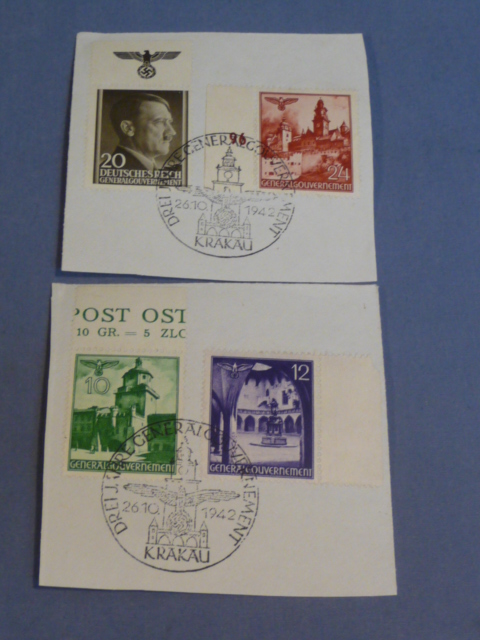 20
DEUTSCHES REICH
GENERALGOUVERNEMENT
96
24
GENERALGOUVERNEMENT
DREI JAHRE GENERALGOUVERNEMENT
26.10. 1942
KRAKAU
POST OST
10 GR. = 5 ZLO
10
GENERALGOUVERNEMENT
12
GENERALGOUVERNEMENT
DREI JAHRE GENERALGOUVERNEMENT
26.10. 1942
KRAKAU